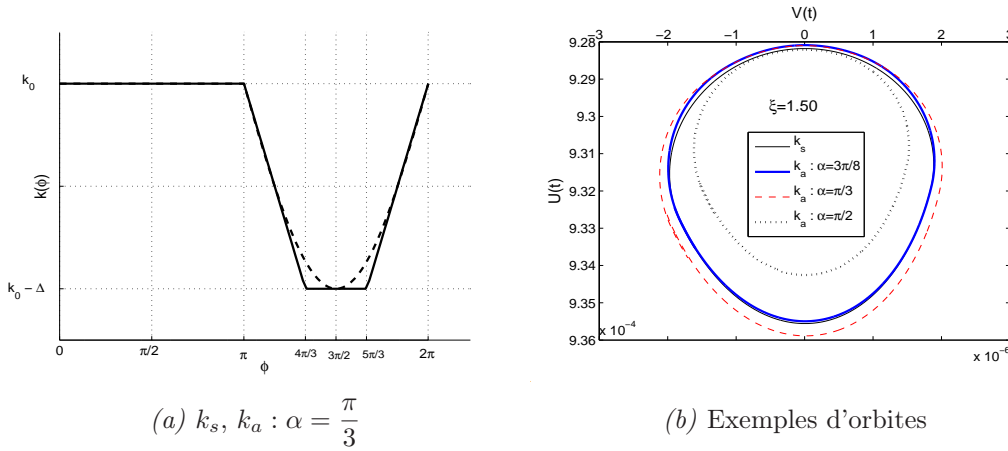 k₀
k(ϕ)
k₀ − Δ
0
π/2
π
4π/3
3π/2
5π/3
2π
ϕ
(a) kₛ, kₐ : α = π/3
V(t)
−3
−2
−1
0
1
2
3
9.28
9.29
9.3
9.31
9.32
9.33
9.34
9.35
9.36
U(t)
ξ=1.50
kₛ
kₐ : α=3π/8
kₐ : α=π/3
kₐ : α=π/2
x 10⁻⁴
x 10⁻⁶
(b) Exemples d'orbites